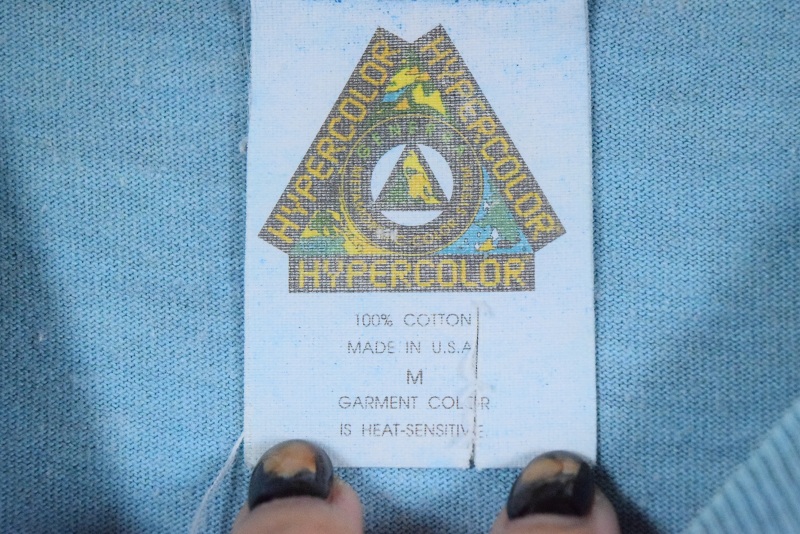 HYPERCOLOR
HYPERCOLOR
HYPERCOLOR
100% COTTON
MADE IN U.S.A
M
GARMENT COLOR
IS HEAT-SENSITIVE